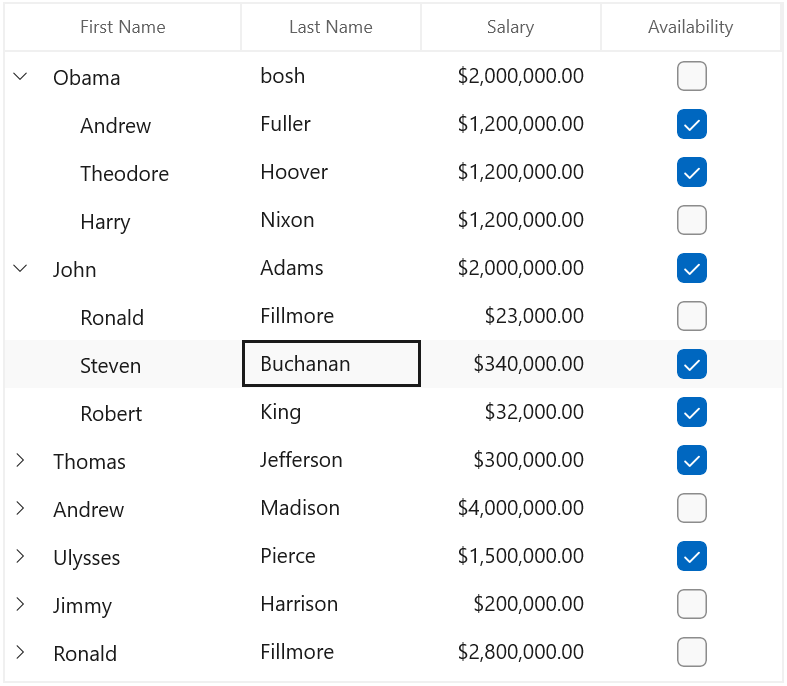 First Name Last Name Salary Availability
Obama bosh $2,000,000.00
Andrew Fuller $1,200,000.00
Theodore Hoover $1,200,000.00
Harry Nixon $1,200,000.00
John Adams $2,000,000.00
Ronald Fillmore $23,000.00
Steven Buchanan $340,000.00
Robert King $32,000.00
Thomas Jefferson $300,000.00
Andrew Madison $4,000,000.00
Ulysses Pierce $1,500,000.00
Jimmy Harrison $200,000.00
Ronald Fillmore $2,800,000.00